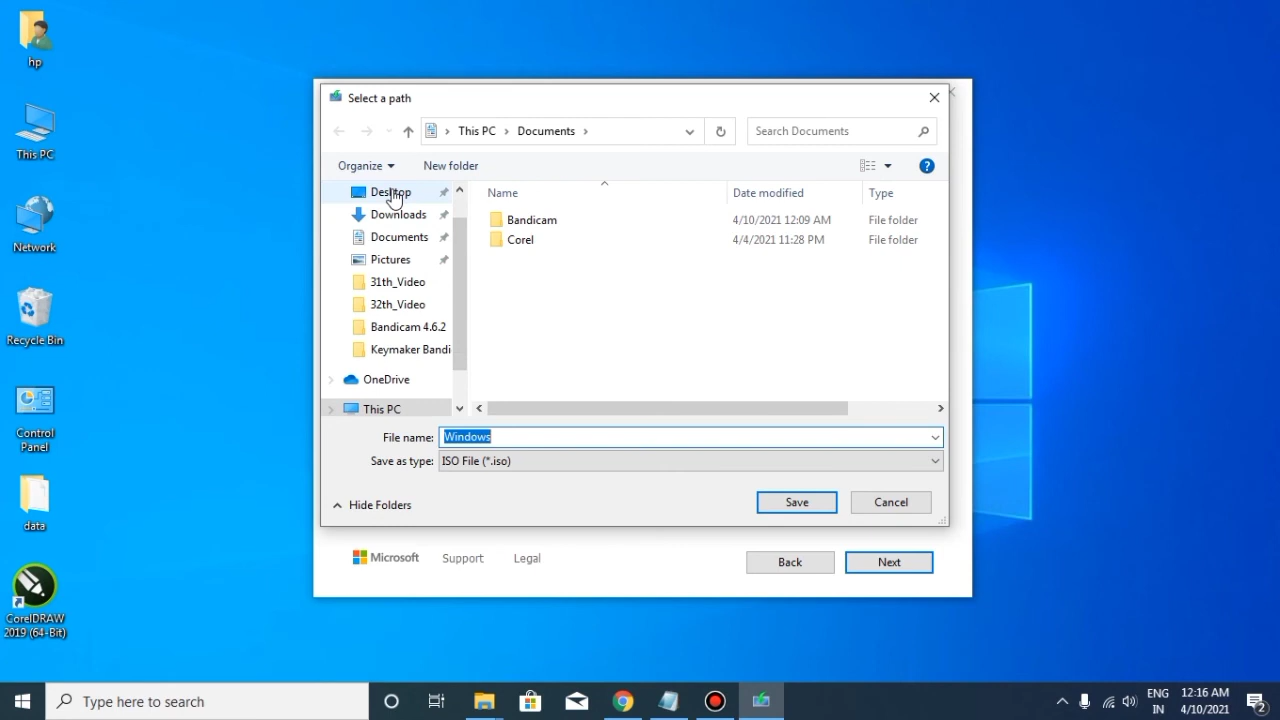 hp
This PC
Network
Recycle Bin
Control
Panel
data
CorelDRAW
2019 (64-Bit)
Select a path
This PC
Documents
Search Documents
Organize
New folder
Desktop
Downloads
Documents
Pictures
31th_Video
32th_Video
Bandicam 4.6.2
Keymaker Bandi
OneDrive
This PC
Name
Date modified
Type
Bandicam
4/10/2021 12:09 AM
File folder
Corel
4/4/2021 11:28 PM
File folder
File name:
Windows
Save as type:
ISO File (*.iso)
Hide Folders
Save
Cancel
Microsoft
Support
Legal
Back
Next
Type here to search
ENG
IN
12:16 AM
4/10/2021
2